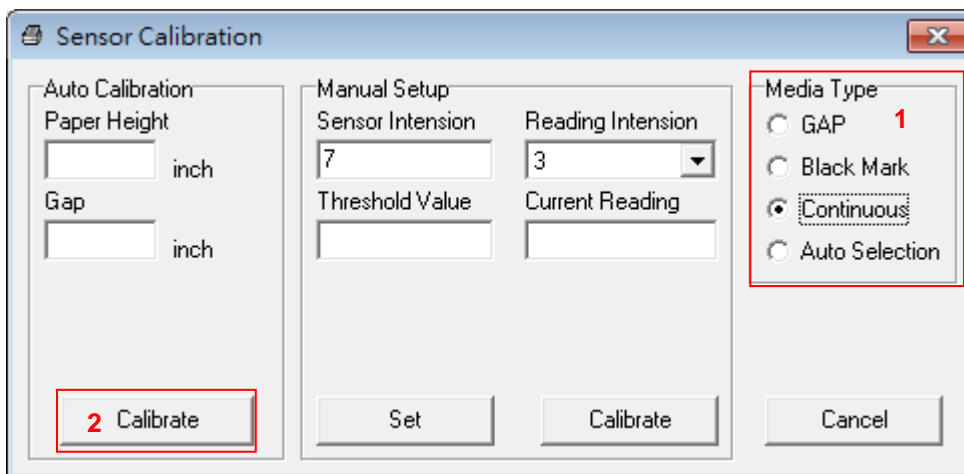 Sensor Calibration
Auto Calibration
Paper Height
inch
Gap
inch
2 Calibrate
Manual Setup
Sensor Intension Reading Intension
7 3
Threshold Value Current Reading
Set Calibrate
Media Type
GAP 1
Black Mark
Continuous
Auto Selection
Cancel